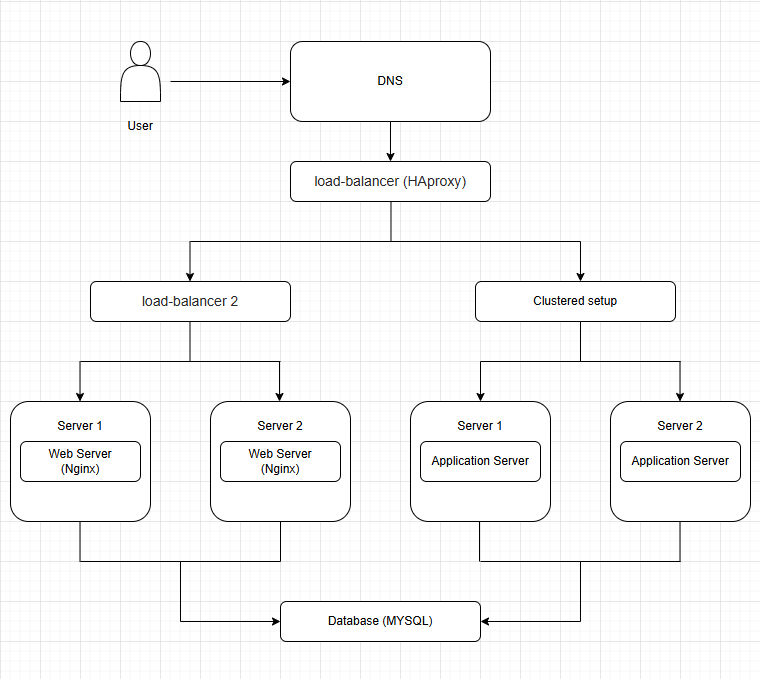 DNS
User
load-balancer (HAproxy)
load-balancer 2
Clustered setup
Server 1
Web Server
(Nginx)
Server 2
Web Server
(Nginx)
Server 1
Application Server
Server 2
Application Server
Database (MYSQL)